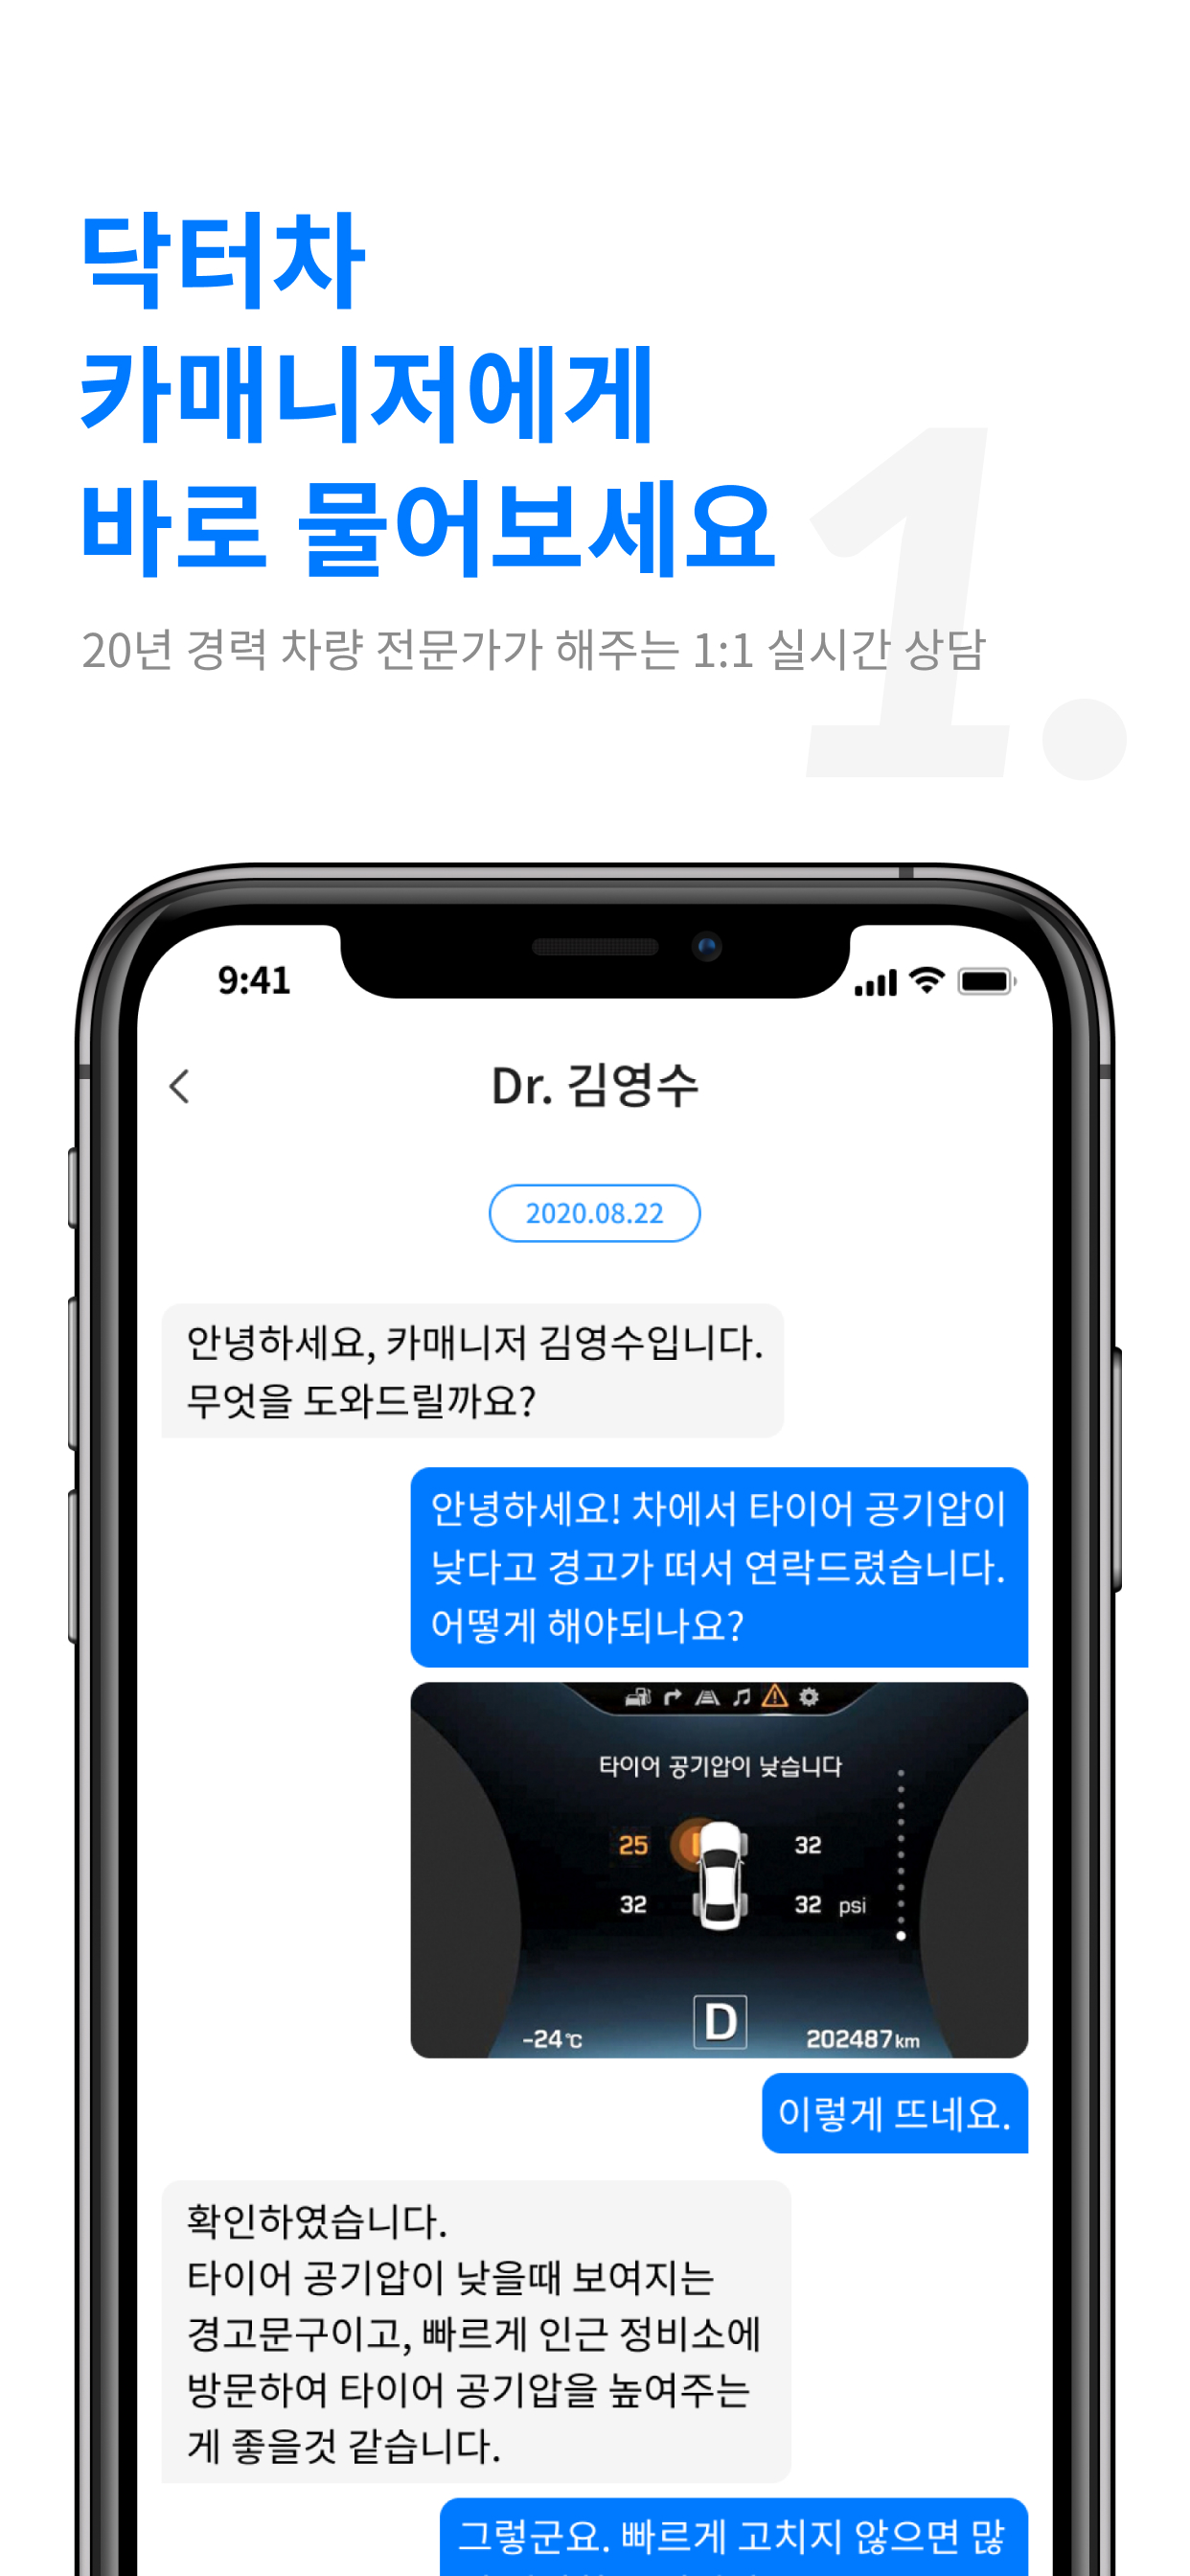 닥터차
카매니저에게
바로 물어보세요
20년 경력 차량 전문가가 해주는 1:1 실시간 상담
1.
9:41
Dr. 김영수
2020.08.22
안녕하세요, 카매니저 김영수입니다.
무엇을 도와드릴까요?
안녕하세요! 차에서 타이어 공기압이
낮다고 경고가 떠서 연락드렸습니다.
어떻게 해야되나요?
타이어 공기압이 낮습니다
25 32
32 32 psi
D
-24℃ 202487km
이렇게 뜨네요.
확인하였습니다.
타이어 공기압이 낮을때 보여지는
경고문구이고, 빠르게 인근 정비소에
방문하여 타이어 공기압을 높여주는
게 좋을것 같습니다.
그렇군요. 빠르게 고치지 않으면 많